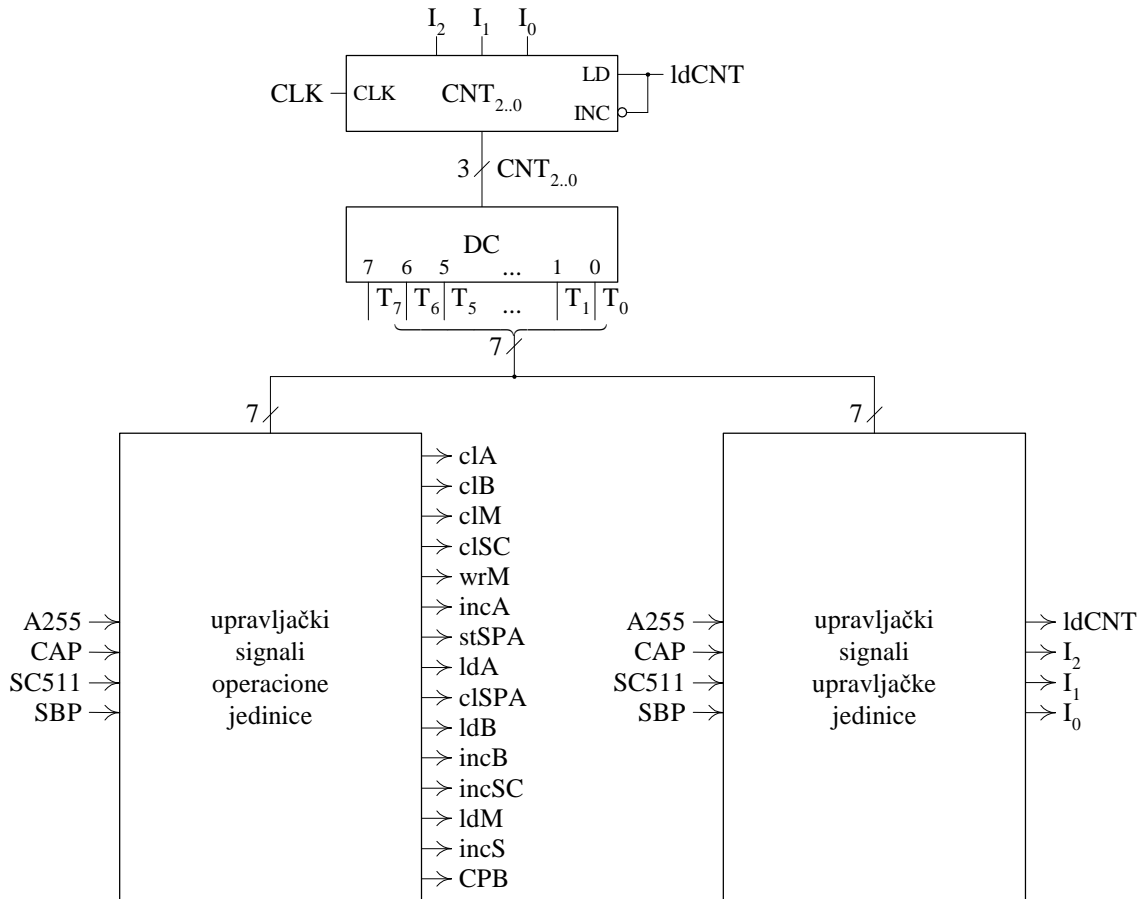 I₂ I₁ I₀
LD ldCNT
CLK CLK CNT₂..₀
INC
3 CNT₂..₀
DC
7 6 5 ... 1 0
T₇ T₆ T₅ ... T₁ T₀
7
7 7
clA
clB
clM
clSC
wrM
incA
stSPA
ldA
clSPA
ldB
incB
incSC
ldM
incS
CPB
A255
CAP
SC511
SBP
upravljački
signali
operacione
jedinice
A255
CAP
SC511
SBP
upravljački
signali
upravljačke
jedinice
ldCNT
I₂
I₁
I₀